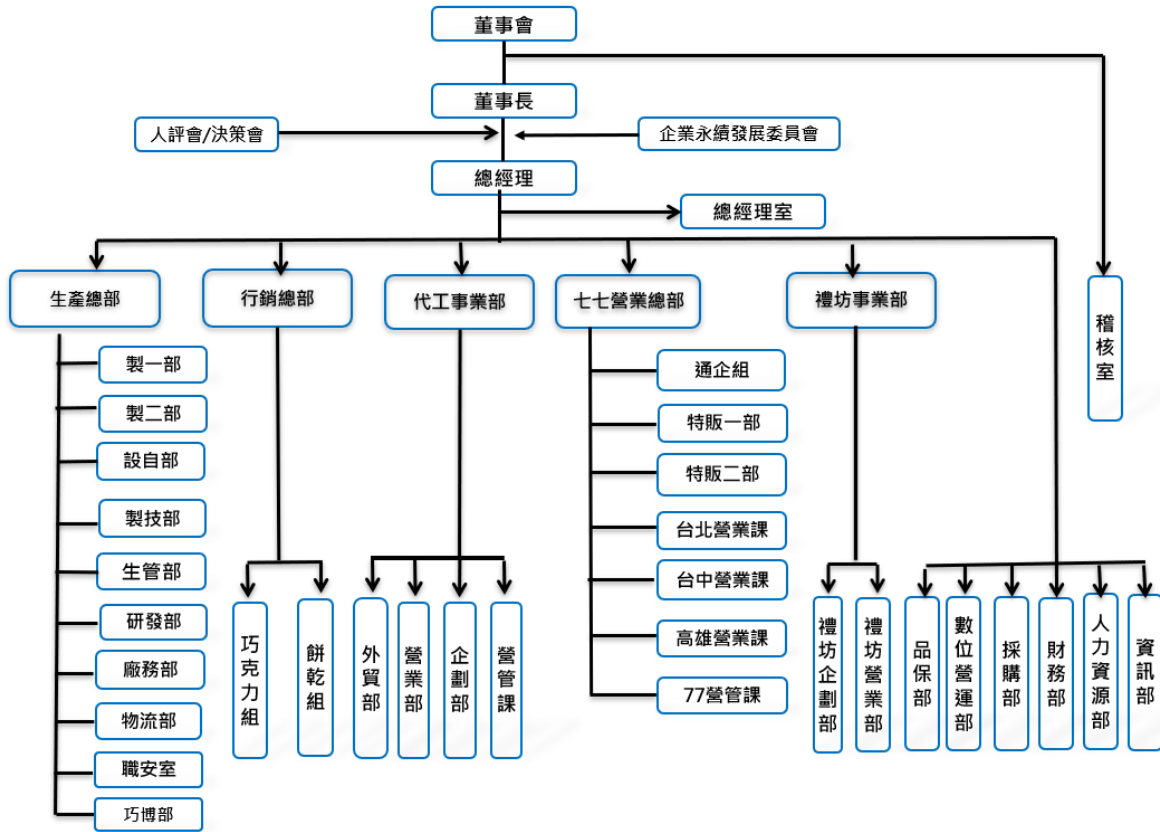 董事會
董事長
人評會/決策會
企業永續發展委員會
總經理
總經理室
生產總部
行銷總部
代工事業部
七七營業總部
禮坊事業部
稽核室
製一部
製二部
設自部
製技部
生管部
研發部
廠務部
物流部
職安室
巧博部
巧克力組
餅乾組
外貿部
營業部
企劃部
營管課
通企組
特販一部
特販二部
台北營業課
台中營業課
高雄營業課
77營管課
禮坊企劃部
禮坊營業部
品保部
數位營運部
採購部
財務部
人力資源部
資訊部